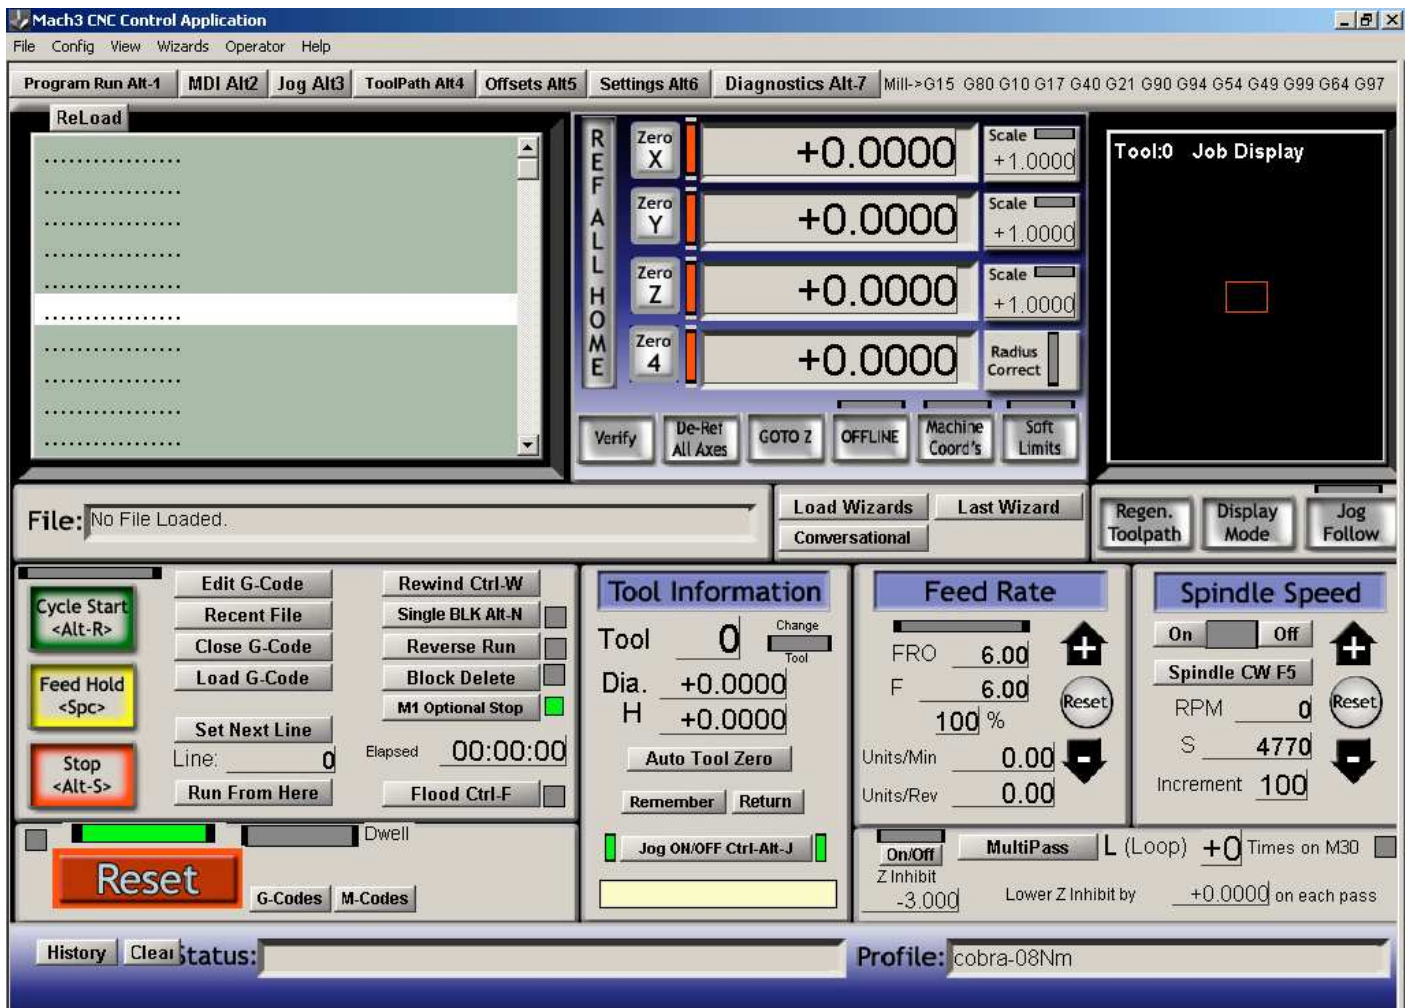 Mach3 CNC Control Application
File Config View Wizards Operator Help
Program Run Alt-1 MDI Alt2 Jog Alt3 ToolPath Alt4 Offsets Alt5 Settings Alt6 Diagnostics Alt-7 Mill->G15 G80 G10 G17 G40 G21 G90 G94 G54 G49 G99 G64 G97
ReLoad
................
................
................
................
................
................
................
................
................
................
REF ALL HOME
Zero X +0.0000 Scale +1.0000
Zero Y +0.0000 Scale +1.0000
Zero Z +0.0000 Scale +1.0000
Zero 4 +0.0000 Radius Correct
Verify De-Ref All Axes GOTO Z OFFLINE Machine Coord's Soft Limits
Tool:0 Job Display
File: No File Loaded.
Load Wizards Last Wizard
Conversational
Regen. Toolpath Display Mode Jog Follow
Cycle Start <Alt-R>
Feed Hold <Spc>
Stop <Alt-S>
Edit G-Code
Recent File
Close G-Code
Load G-Code
Set Next Line
Line: 0
Run From Here
Rewind Ctrl-W
Single BLK Alt-N
Reverse Run
Block Delete
M1 Optional Stop
Elapsed 00:00:00
Flood Ctrl-F
Dwell
Reset
G-Codes M-Codes
Tool Information
Tool 0 Change Tool
Dia. +0.0000
H +0.0000
Auto Tool Zero
Remember Return
Jog ON/OFF Ctrl-Alt-J
Feed Rate
FRO 6.00
F 6.00
100 %
Reset
Units/Min 0.00
Units/Rev 0.00
Spindle Speed
On Off
Spindle CW F5
RPM 0
Reset
S 4770
Increment 100
On/Off MultiPass L (Loop) +0 Times on M30
Z Inhibit
-3.000 Lower Z Inhibit by +0.0000 on each pass
History Clear Status:
Profile: cobra-08Nm